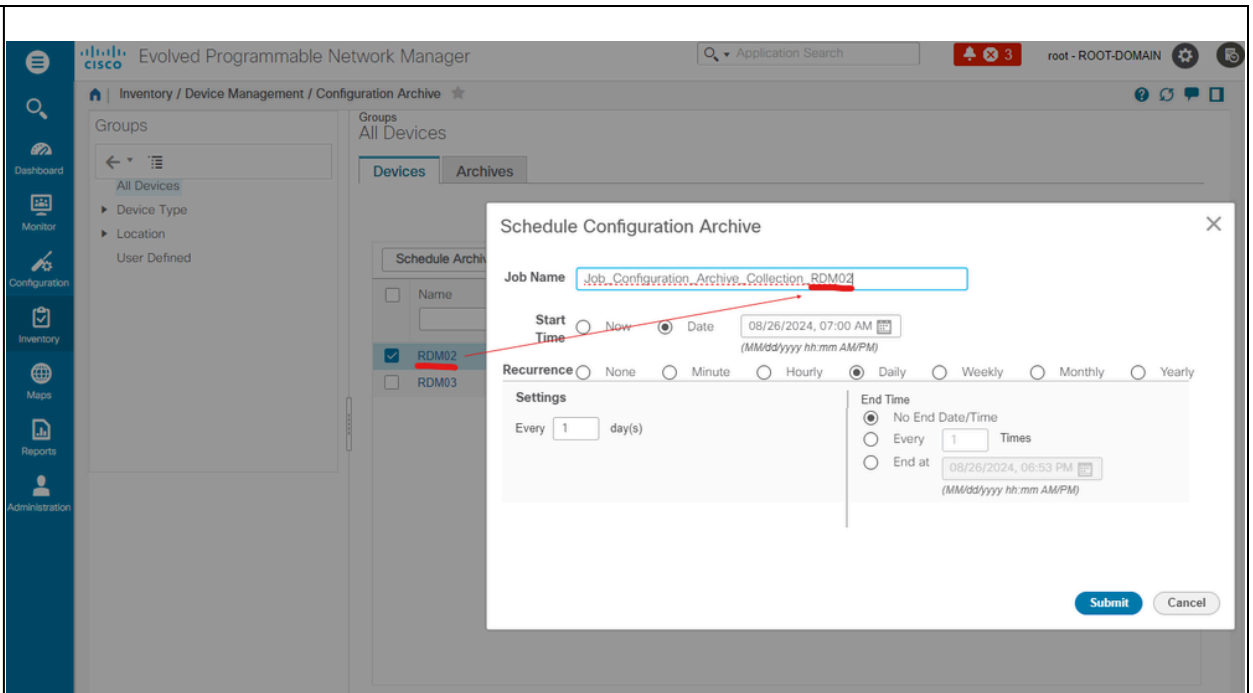 CISCO Evolved Programmable Network Manager
Application Search
3
root - ROOT-DOMAIN
Inventory / Device Management / Configuration Archive
Dashboard
Monitor
Configuration
Inventory
Maps
Reports
Administration
Groups
All Devices
Device Type
Location
User Defined
Groups
All Devices
Devices Archives
Schedule Archiv
Name
RDM02
RDM03
Schedule Configuration Archive
Job Name Job_Configuration_Archive_Collection_RDM02
Start Time Now Date 08/26/2024, 07:00 AM
(MM/dd/yyyy hh:mm AM/PM)
Recurrence None Minute Hourly Daily Weekly Monthly Yearly
Settings
Every 1 day(s)
End Time
No End Date/Time
Every 1 Times
End at 08/26/2024, 06:53 PM
(MM/dd/yyyy hh:mm AM/PM)
Submit Cancel